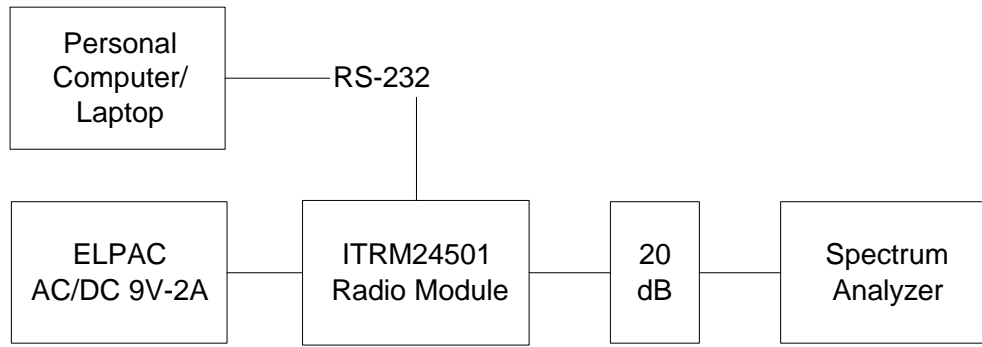 Personal
Computer/
Laptop
RS-232
ELPAC
AC/DC 9V-2A
ITRM24501
Radio Module
20
dB
Spectrum
Analyzer